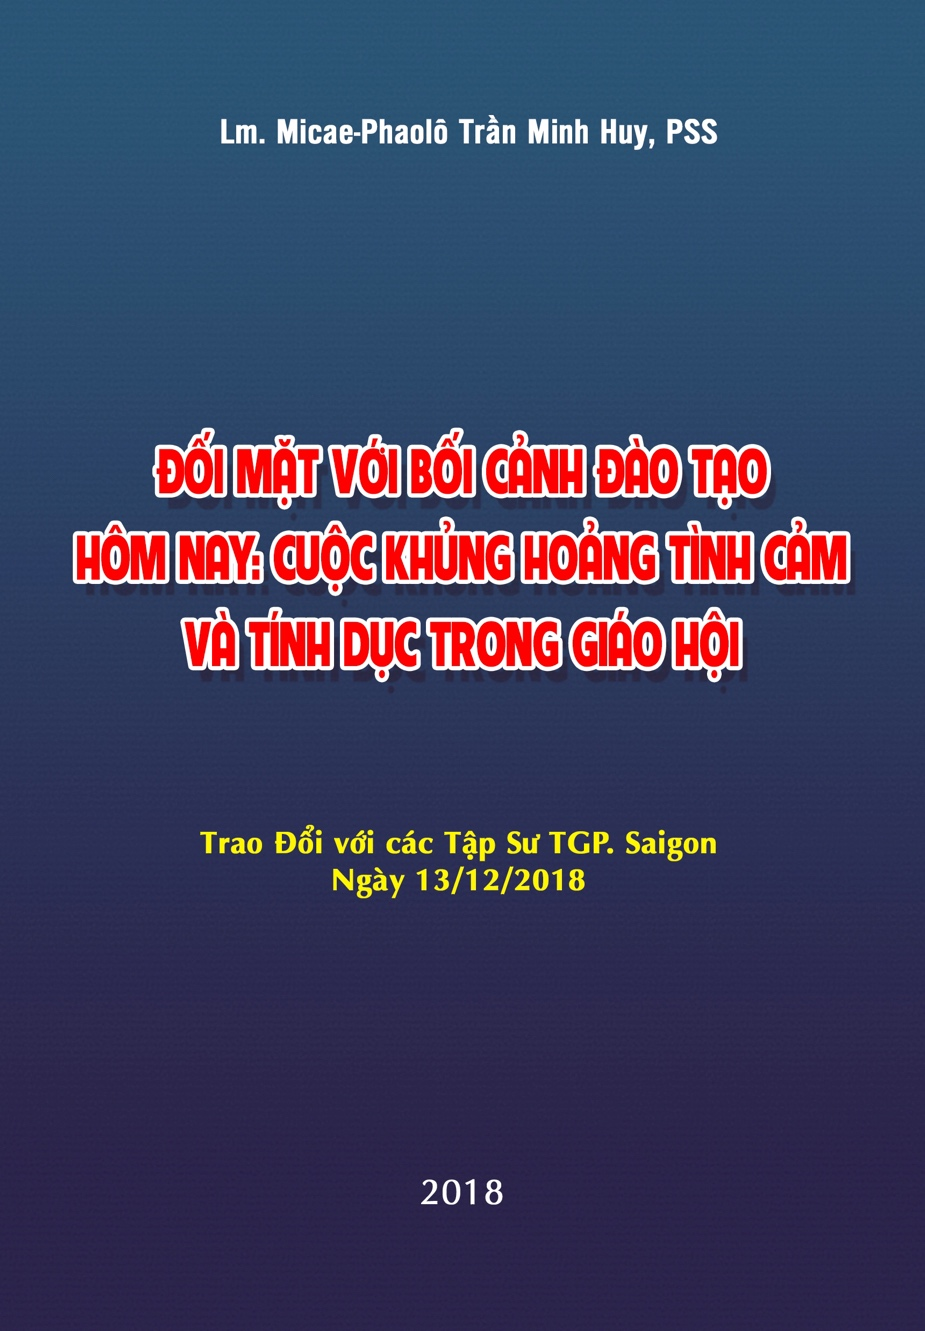 Lm. Micae-Phaolô Trần Minh Huy, PSS
ĐỐI MẶT VỚI BỐI CẢNH ĐÀO TẠO
HÔM NAY: CUỘC KHỦNG HOẢNG TÌNH CẢM
VÀ TÍNH DỤC TRONG GIÁO HỘI
Trao Đổi với các Tập Sư TGP. Saigon
Ngày 13/12/2018
2018